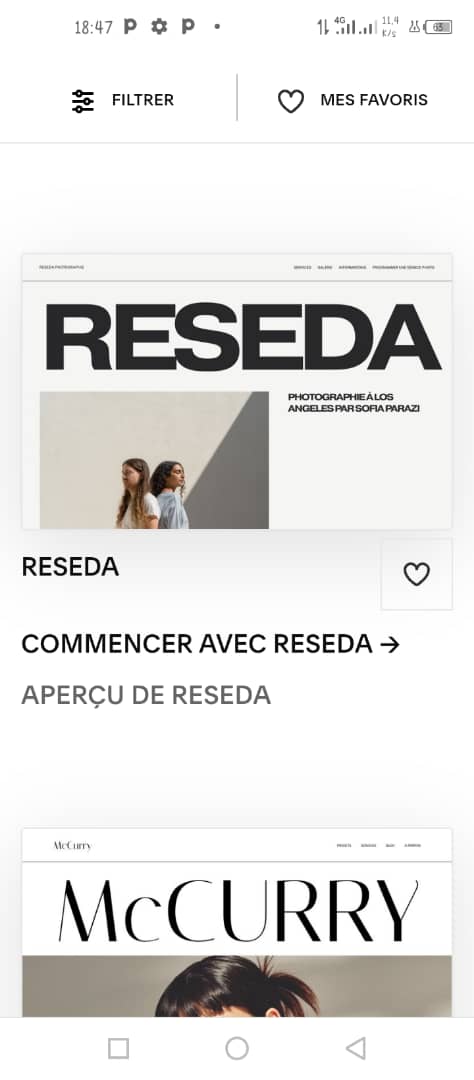 18:47
4G
11,4
K/s
63
FILTRER
MES FAVORIS
RESEDA PHOTOGRAPHIE
SERVICES GALERIE INFORMATIONS PROGRAMMER UNE SÉANCE PHOTO
RESEDA
PHOTOGRAPHIE À LOS
ANGELES PAR SOFIA PARAZI
RESEDA
COMMENCER AVEC RESEDA →
APERÇU DE RESEDA
McCurry
PROJETS SERVICES BLOG À PROPOS
McCURRY